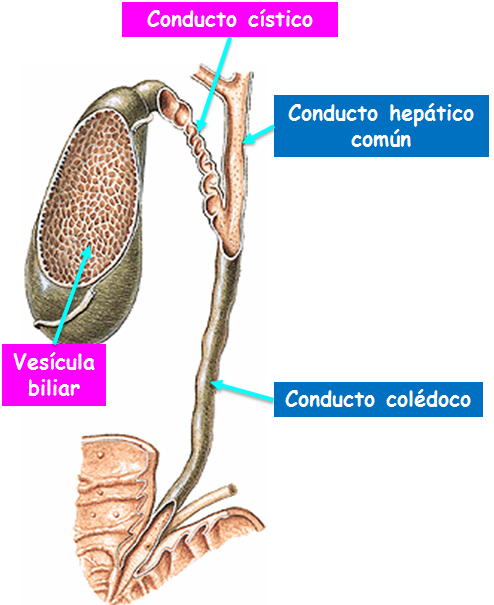 Conducto cístico
Conducto hepático
común
Vesícula
biliar
Conducto colédoco